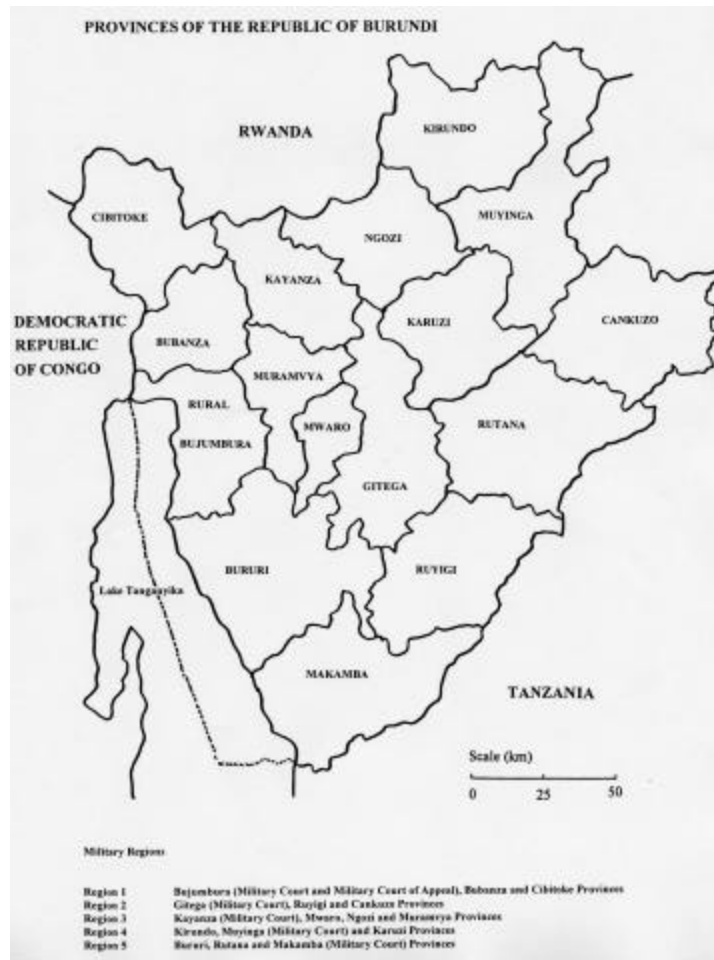 PROVINCES OF THE REPUBLIC OF BURUNDI
RWANDA
KIRUNDO
CIBITOKE
MUYINGA
NGOZI
KAYANZA
DEMOCRATIC
REPUBLIC
OF CONGO
KARUZI
CANKUZO
BUBANZA
MURAMVYA
RURAL
BUJUMBURA
MWARO
RUTANA
GITEGA
BURURI
RUYIGI
Lake Tanganyika
MAKAMBA
TANZANIA
Scale (km)
0 25 50
Military Regions
Region 1 Bujumbura (Military Court and Military Court of Appeal), Bubanza and Cibitoke Provinces
Region 2 Gitega (Military Court), Ruyigi and Cankuzo Provinces
Region 3 Kayanza (Military Court), Mwaro, Ngozi and Muramvya Provinces
Region 4 Kirundo, Muyinga (Military Court) and Karuzi Provinces
Region 5 Bururi, Rutana and Makamba (Military Court) Provinces